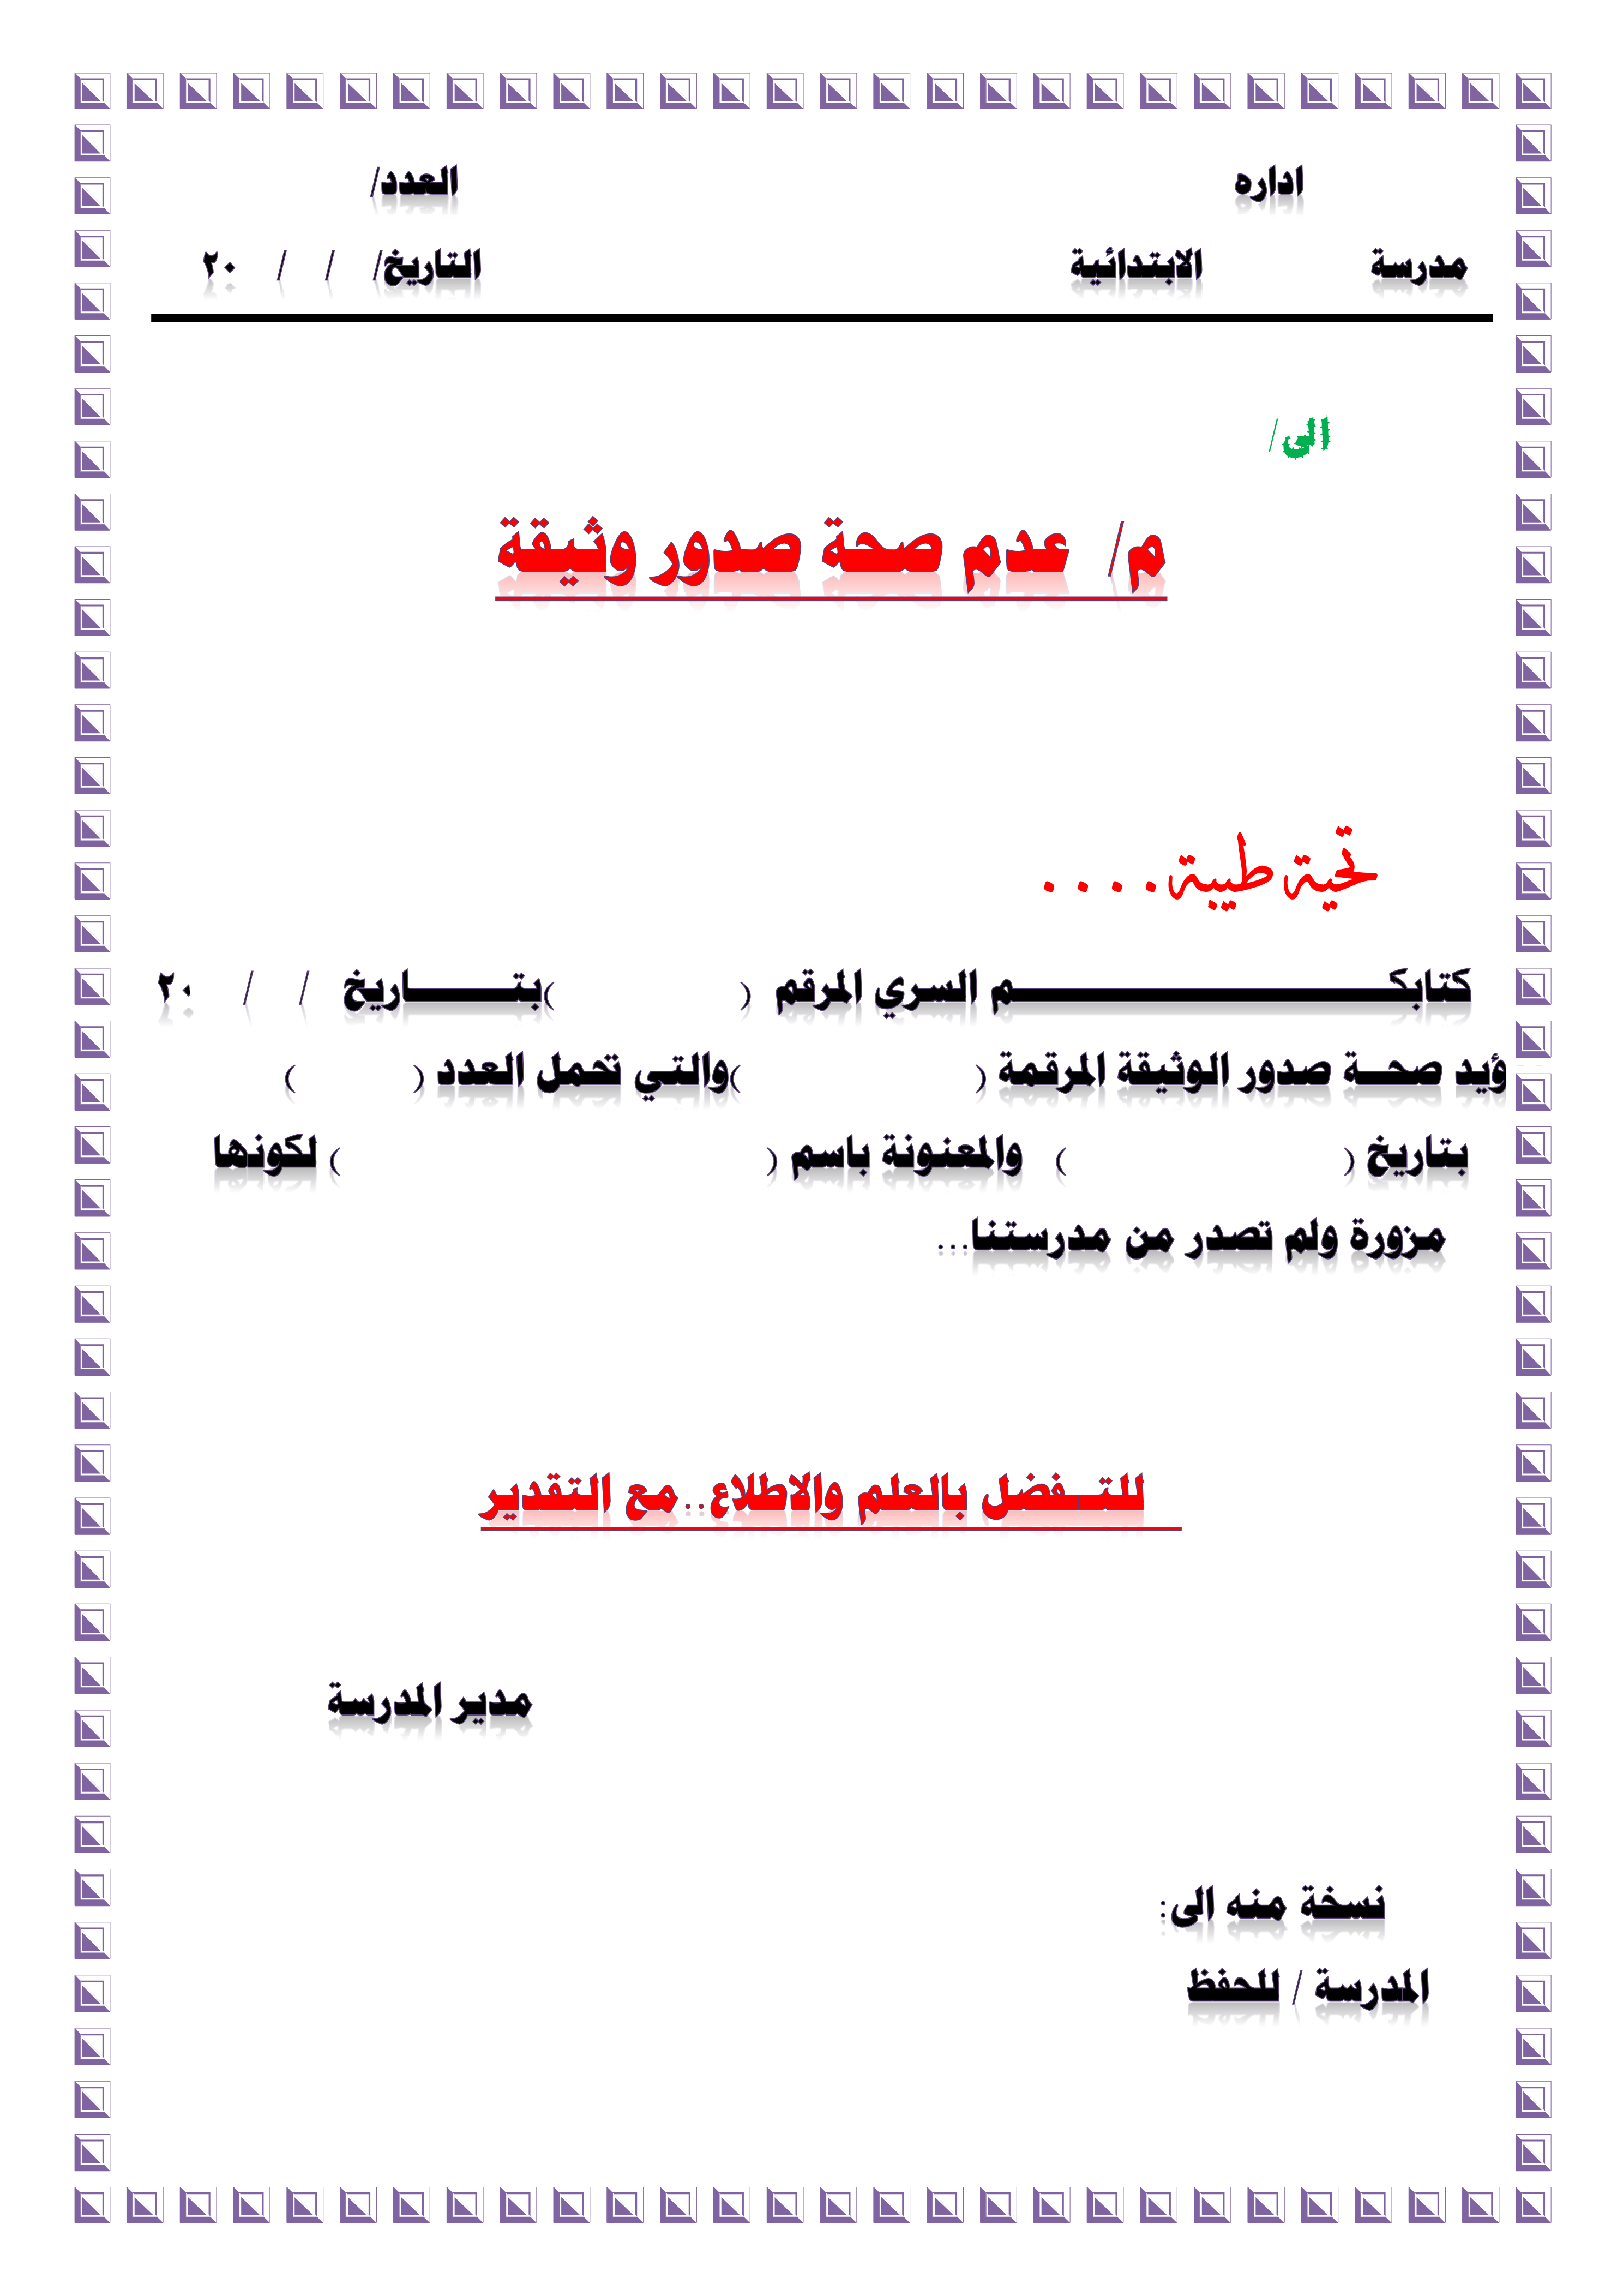 اداره العدد/
مدرسة الابتدائية التاريخ/ / / ٢٠
الى/
م/ عدم صحة صدور وثيقة
تحية طيبة....
كتابكـــــــــم السري المرقم ( )بتـــــاريخ / / ٢٠
ؤيد صحـــة صدور الوثيقة المرقمة ( )والتي تحمل العدد ( )
بتاريخ ( ) والمعنونة باسم ( ) لكونها
مزورة ولم تصدر من مدرستنا...
للتـــفضل بالعلم والاطلاع..مع التقدير
مدير المدرسة
نسخة منه الى:
المدرسة / للحفظ